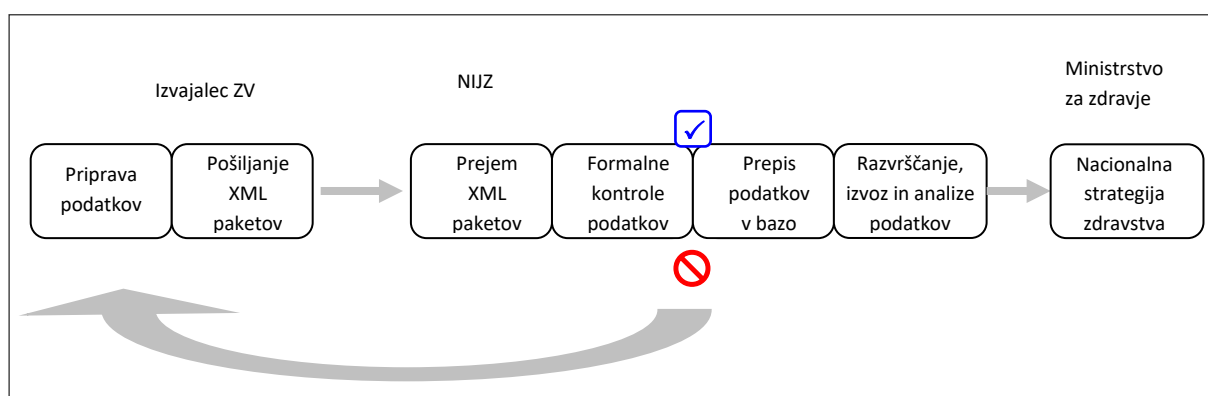 Izvajalec ZV
NIJZ
Ministrstvo
za zdravje
Priprava
podatkov
Pošiljanje
XML
paketov
Prejem
XML
paketov
Formalne
kontrole
podatkov
Prepis
podatkov
v bazo
Razvrščanje,
izvoz in analize
podatkov
Nacionalna
strategija
zdravstva